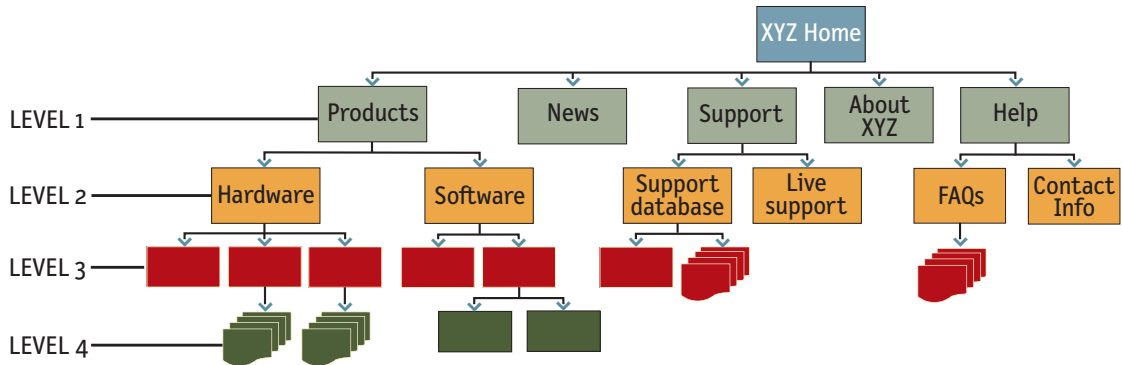 XYZ Home
LEVEL 1
Products
News
Support
About
XYZ
Help
LEVEL 2
Hardware
Software
Support
database
Live
support
FAQs
Contact
Info
LEVEL 3
LEVEL 4